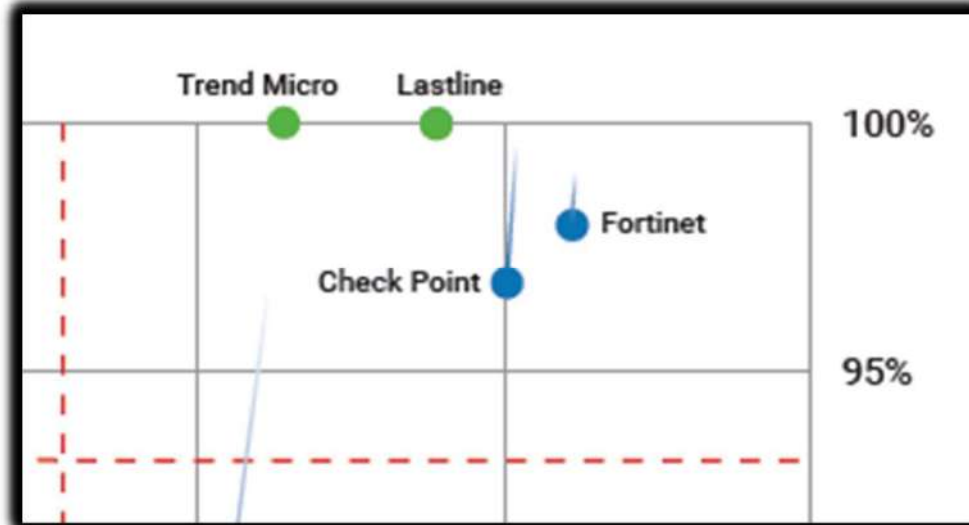 Trend Micro
Lastline
100%
Fortinet
Check Point
95%